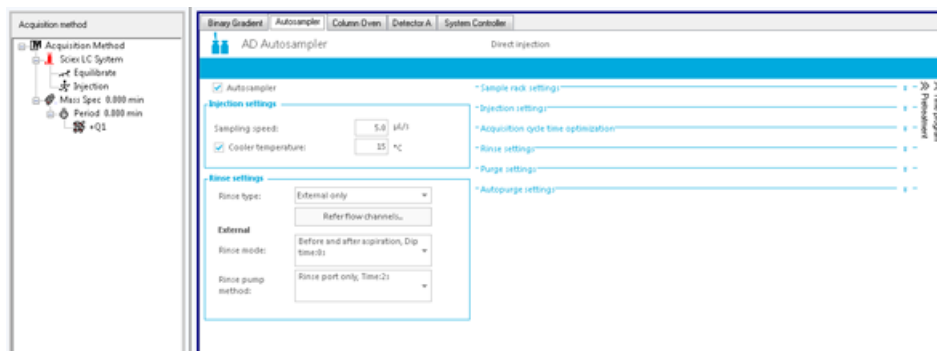 Acquisition method
Acquisition Method
Sciex LC System
Equilibrate
Injection
Mass Spec 0.000 min
Period 0.000 min
+Q1
Binary Gradient
Autosampler
Column Oven
Detector A
System Controller
AD Autosampler
Direct injection
Autosampler
Injection settings
Sampling speed:
5.0 µL/s
Cooler temperature:
15 °C
Rinse settings
Rinse type:
External only
Refer flow channels...
External
Rinse mode:
Before and after aspiration, Dip
time:0s
Rinse pump
method:
Rinse port only, Time:2s
Sample rack settings
Injection settings
Acquisition cycle time optimization
Rinse settings
Purge settings
Autopurge settings
Pretreatment